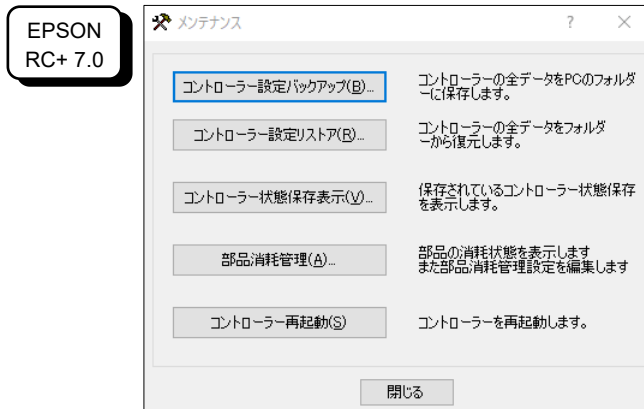 EPSON
RC+ 7.0
メンテナンス
コントローラー設定バックアップ(B)...
コントローラーの全データをPCのフォルダ
ーに保存します。
コントローラー設定リストア(R)...
コントローラーの全データをフォルダ
ーから復元します。
コントローラー状態保存表示(V)...
保存されているコントローラー状態保存
を表示します。
部品消耗管理(A)...
部品の消耗状態を表示します
また部品消耗管理設定を編集します
コントローラー再起動(S)
コントローラーを再起動します。
閉じる